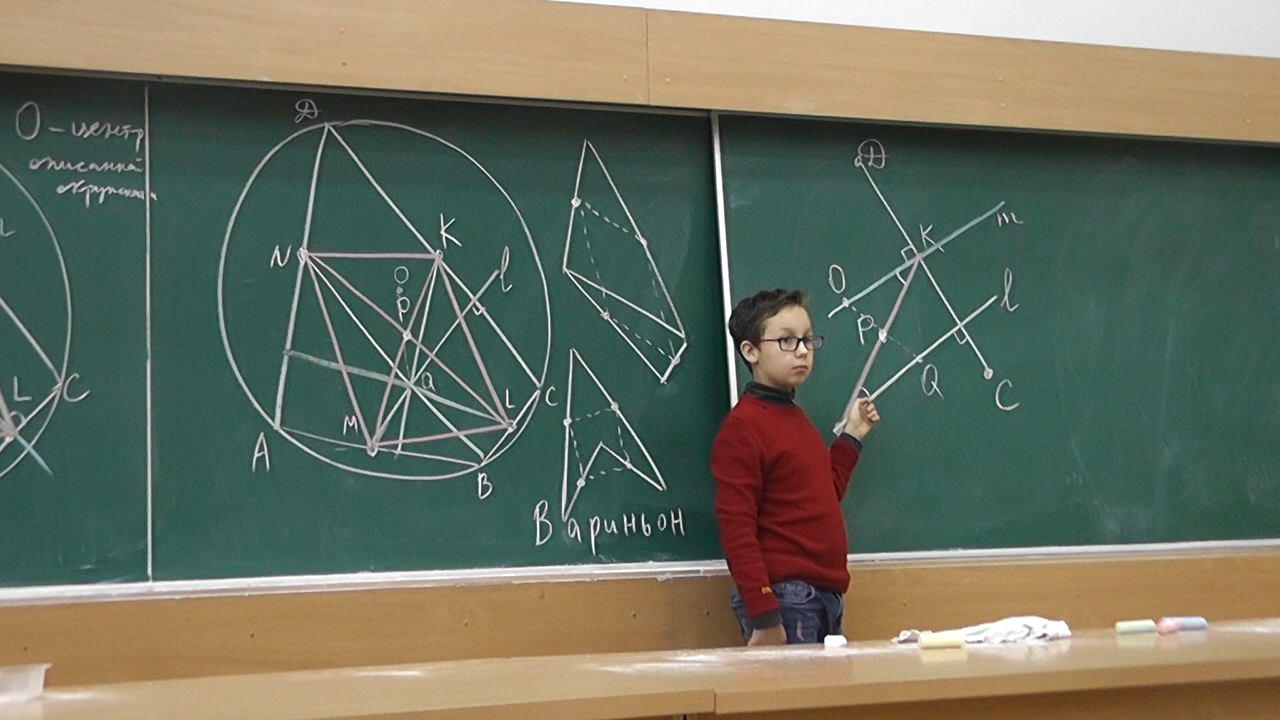 О - центр
описанной
окружности
L
C
D
N
K
l
O
P
Q
M
L
C
A
B
Вариньон
D
K
m
O
l
P
Q
C